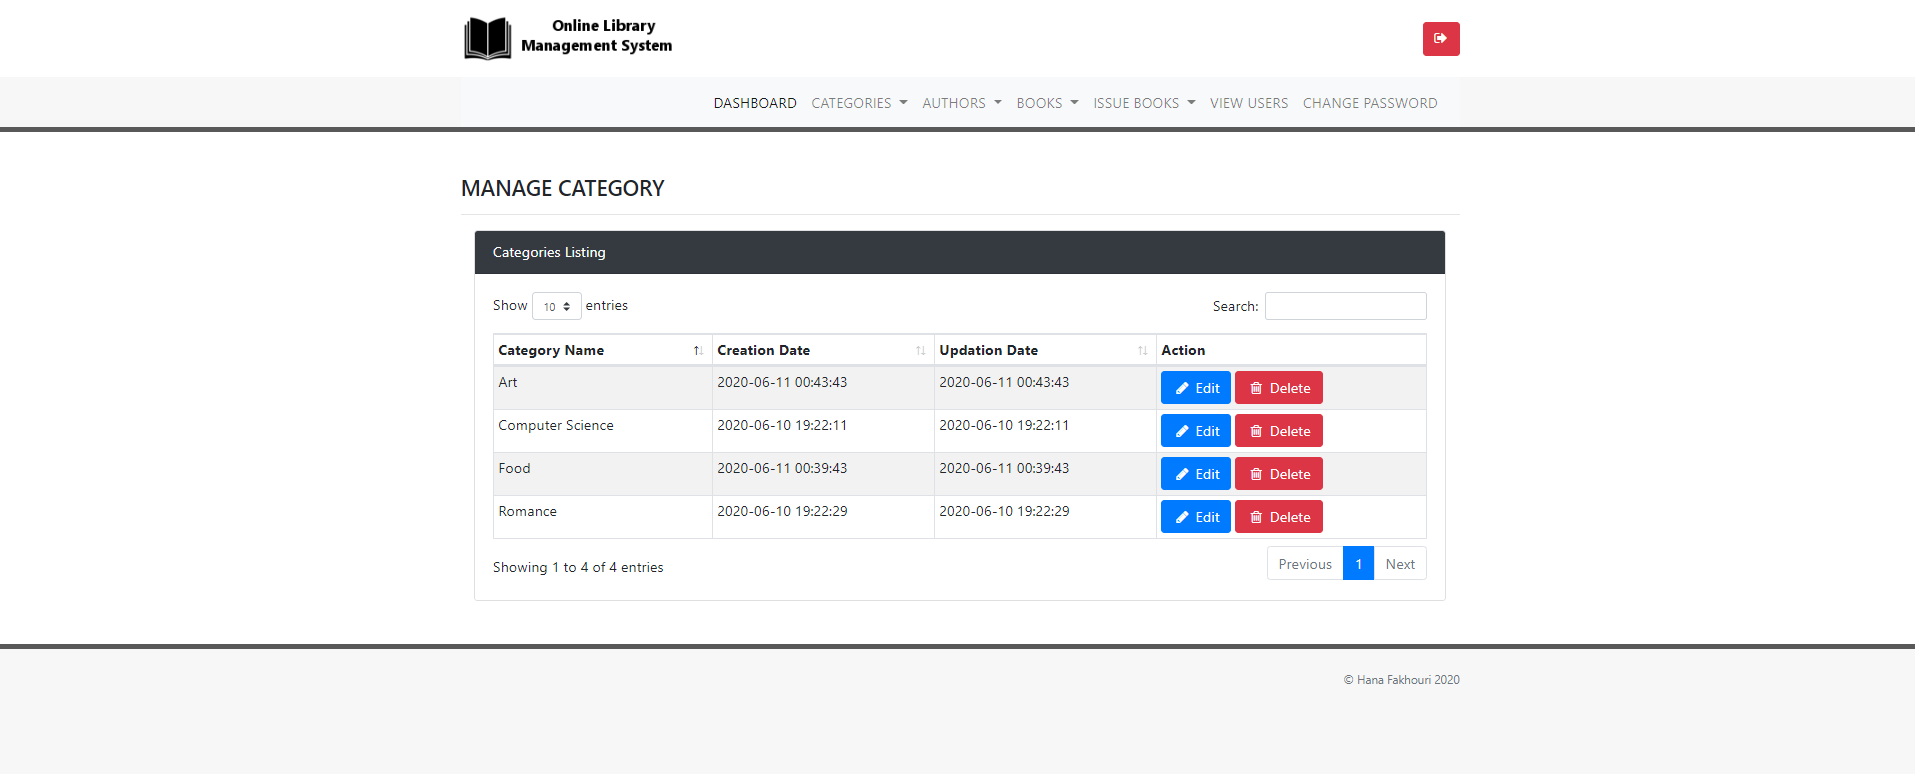 Online Library
Management System
DASHBOARD CATEGORIES AUTHORS BOOKS ISSUE BOOKS VIEW USERS CHANGE PASSWORD
MANAGE CATEGORY
Categories Listing
Show 10 entries Search:
Category Name Creation Date Updation Date Action
Art 2020-06-11 00:43:43 2020-06-11 00:43:43 Edit Delete
Computer Science 2020-06-10 19:22:11 2020-06-10 19:22:11 Edit Delete
Food 2020-06-11 00:39:43 2020-06-11 00:39:43 Edit Delete
Romance 2020-06-10 19:22:29 2020-06-10 19:22:29 Edit Delete
Showing 1 to 4 of 4 entries Previous 1 Next
© Hana Fakhouri 2020